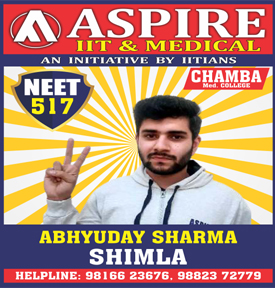 ASPIRE
IIT & MEDICAL
AN INITIATIVE BY IITIANS
CHAMBA
Med. COLLEGE
NEET
517
ABHYUDAY SHARMA
SHIMLA
HELPLINE: 98166 23676, 98823 72779